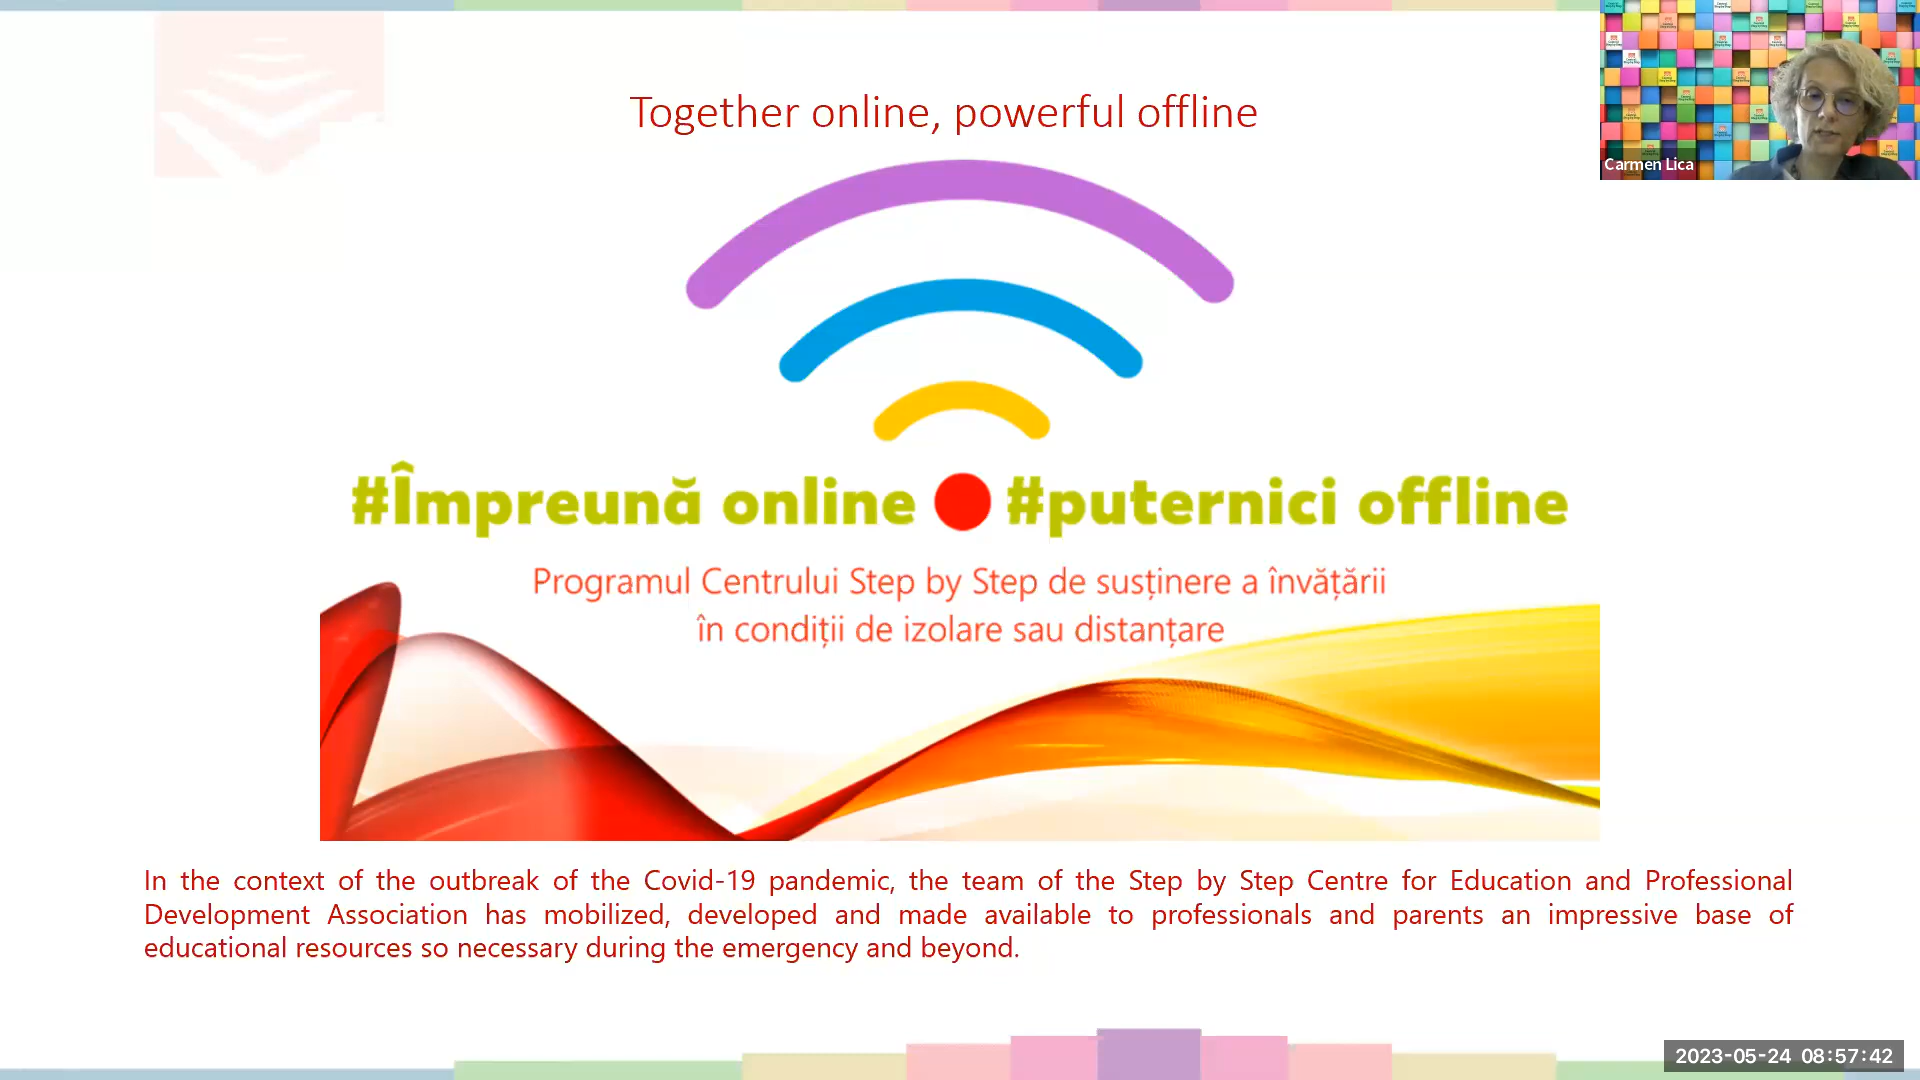 Together online, powerful offline
Carmen Lica
#Împreună online #puternici offline
Programul Centrului Step by Step de susținere a învățării
în condiții de izolare sau distanțare
In the context of the outbreak of the Covid-19 pandemic, the team of the Step by Step Centre for Education and Professional
Development Association has mobilized, developed and made available to professionals and parents an impressive base of
educational resources so necessary during the emergency and beyond.
2023-05-24 08:57:42